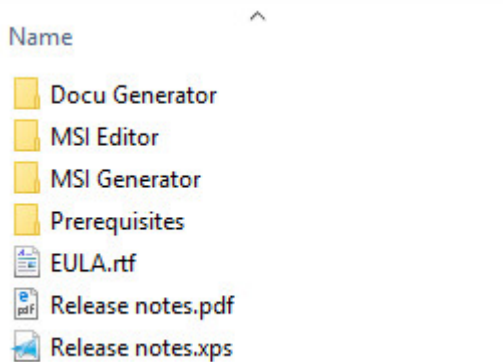 Name
Docu Generator
MSI Editor
MSI Generator
Prerequisites
EULA.rtf
Release notes.pdf
Release notes.xps